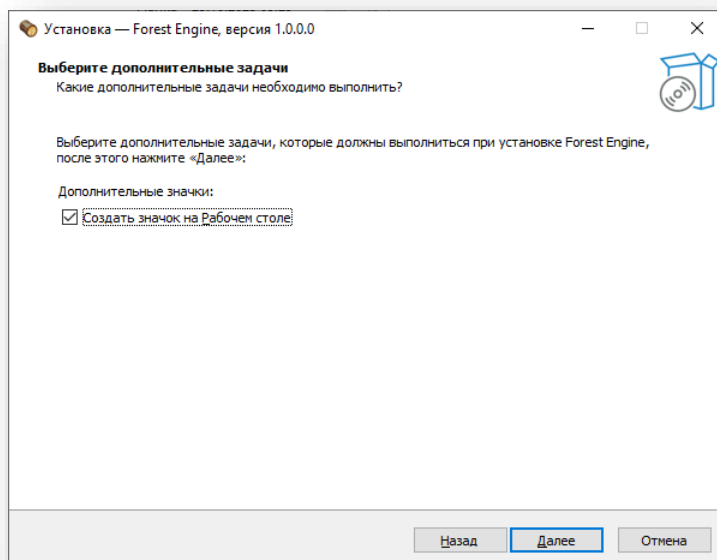 Установка — Forest Engine, версия 1.0.0.0
Выберите дополнительные задачи
Какие дополнительные задачи необходимо выполнить?
Выберите дополнительные задачи, которые должны выполниться при установке Forest Engine,
после этого нажмите «Далее»:
Дополнительные значки:
Создать значок на Рабочем столе
Назад
Далее
Отмена